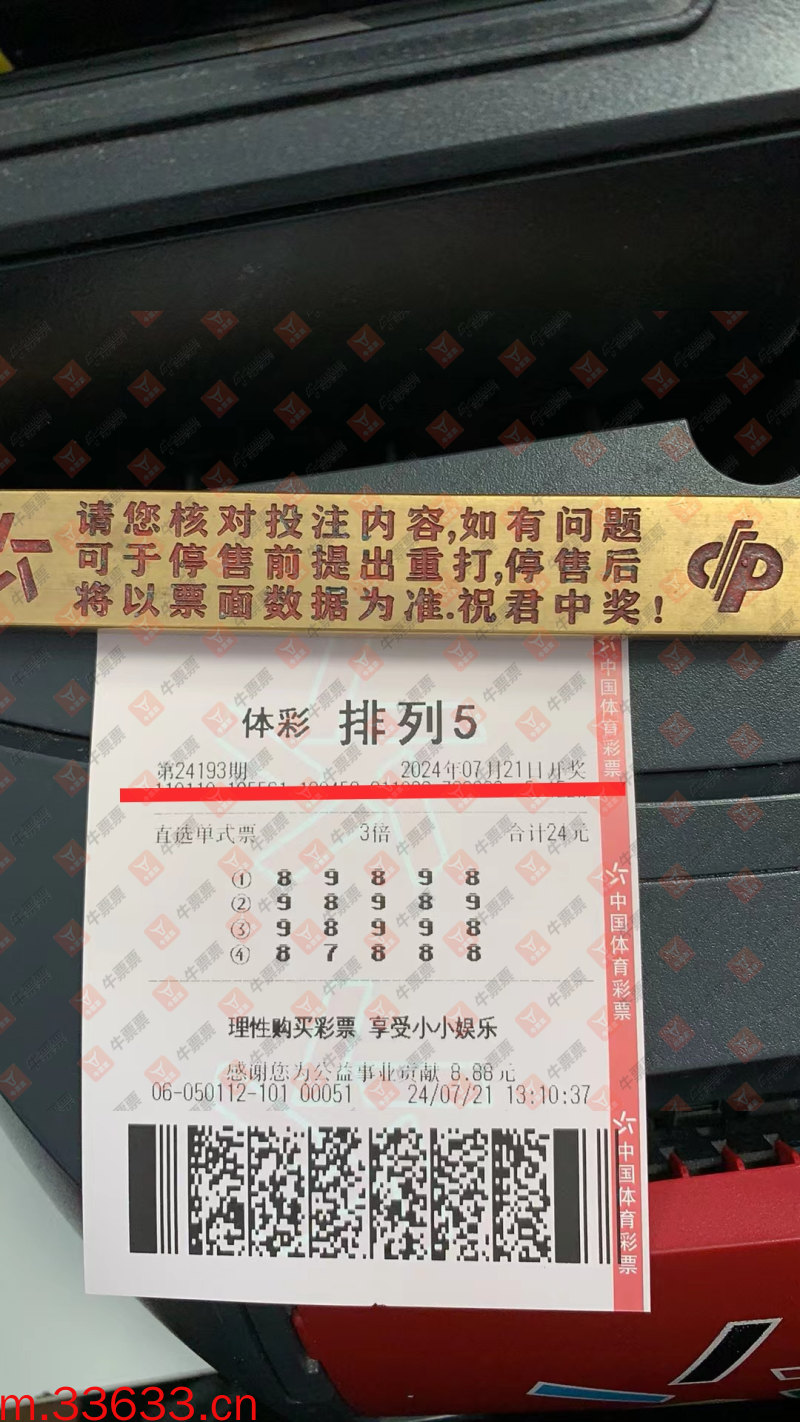 请您核对投注内容,如有问题
可于停售前提出重打,停售后
将以票面数据为准.祝君中奖!
体彩 排列5
第24193期 2024年07月21日开奖
直选单式票 3倍 合计24元
① 8 9 8 9 8
② 9 8 9 8 9
③ 9 8 9 9 8
④ 8 7 8 8 8
理性购买彩票 享受小小娱乐
感谢您为公益事业贡献 8.88元
06-050112-101 00051 24/07/21 13:10:37
中国体育彩票
中国体育彩票
中国体育彩票
牛票票
m.33633.cn